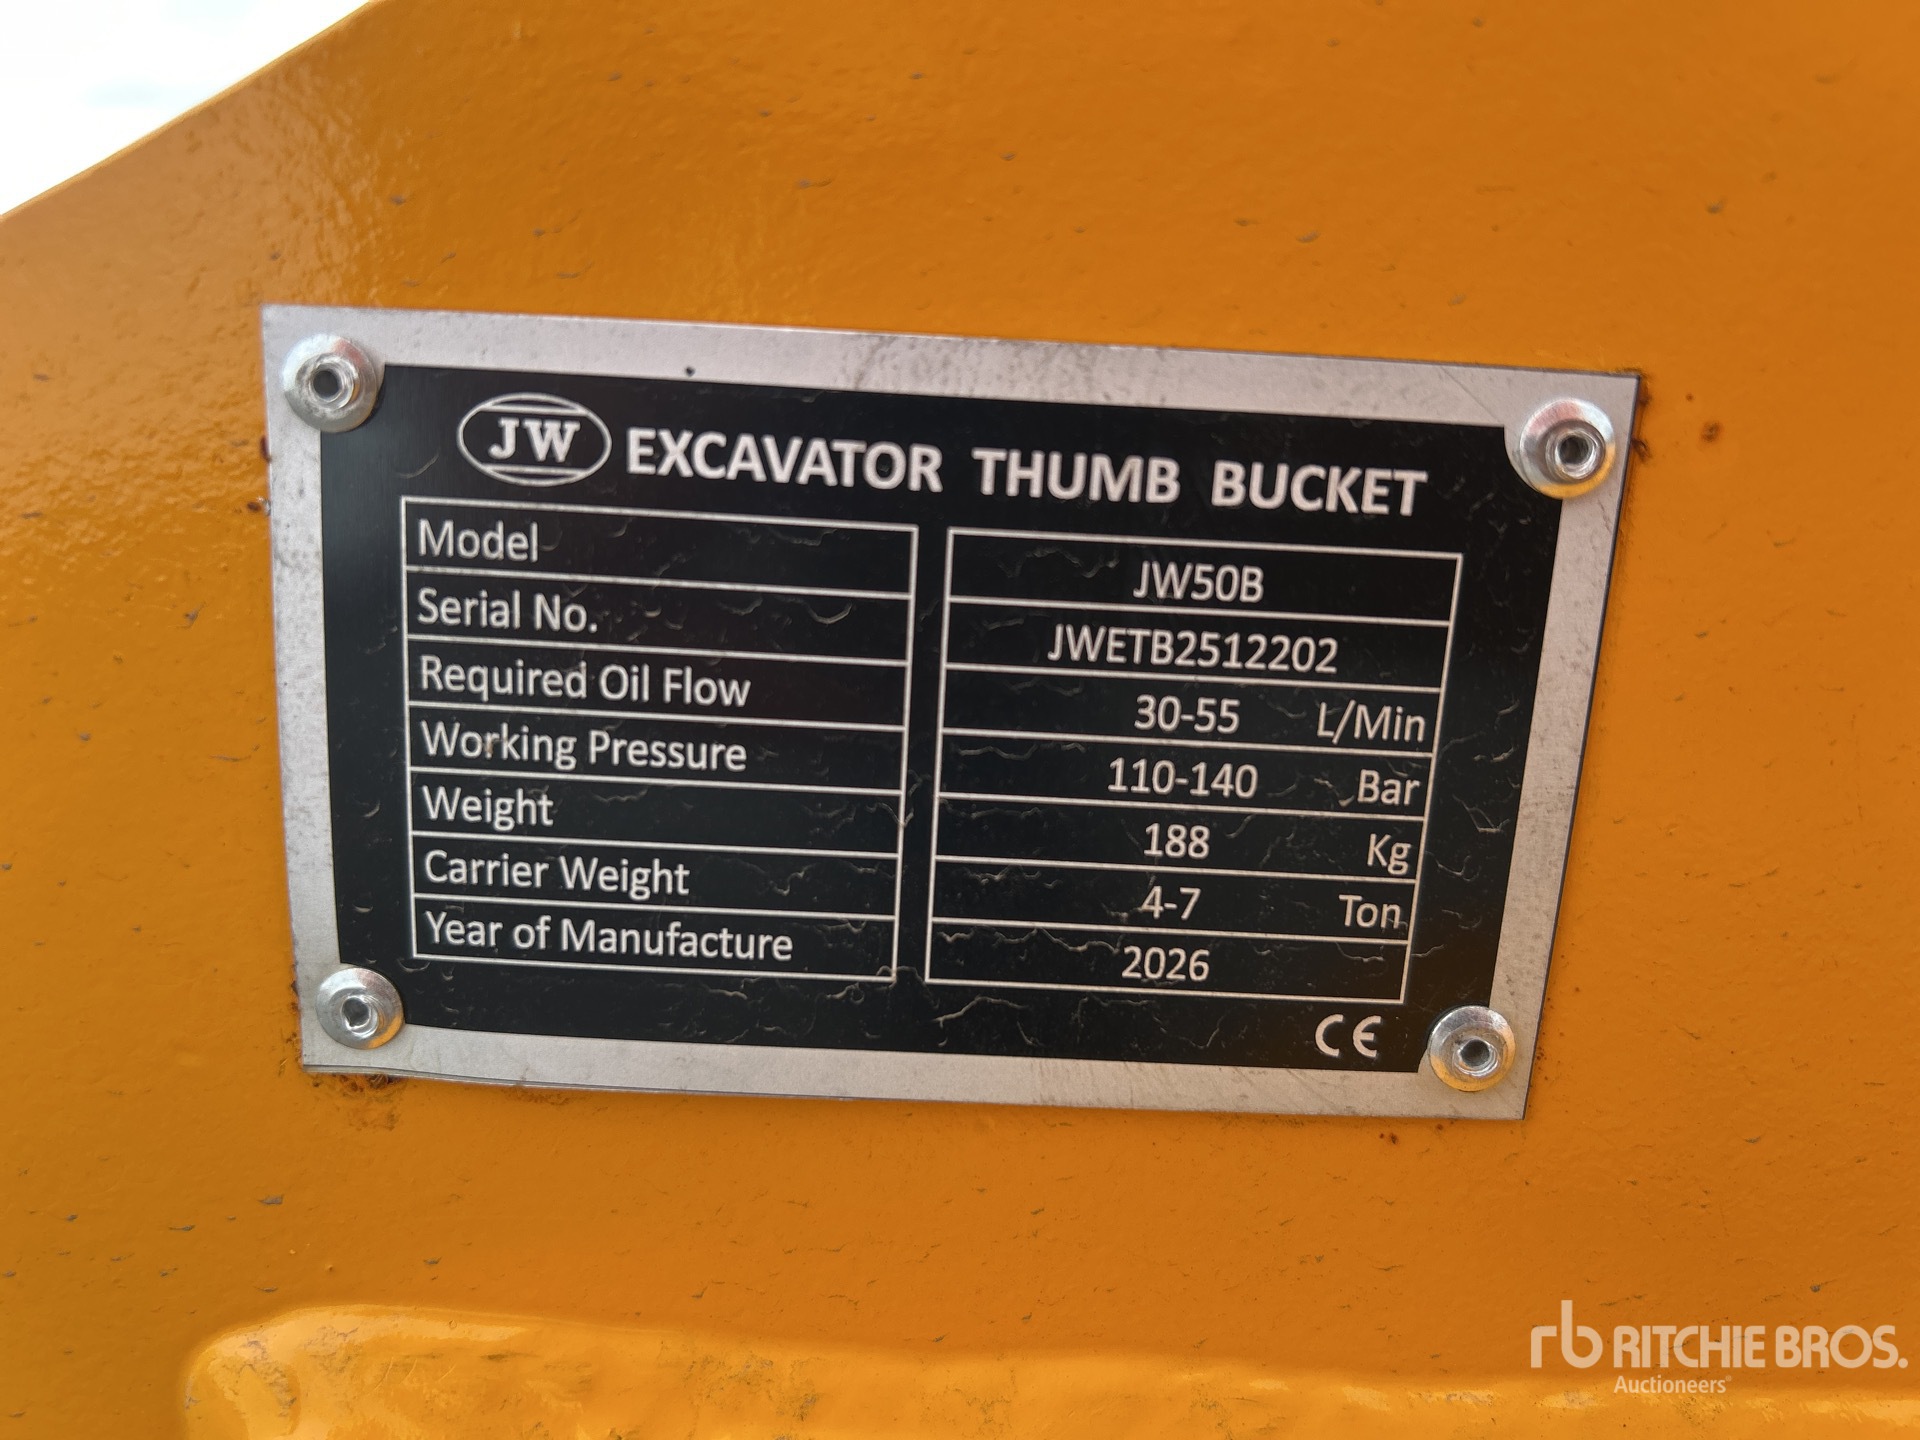 JW EXCAVATOR THUMB BUCKET
Model JW50B
Serial No. JWETB2512202
Required Oil Flow 30-55 L/Min
Working Pressure 110-140 Bar
Weight 188 Kg
Carrier Weight 4-7 Ton
Year of Manufacture 2026
CE
rb RITCHIE BROS.
Auctioneers